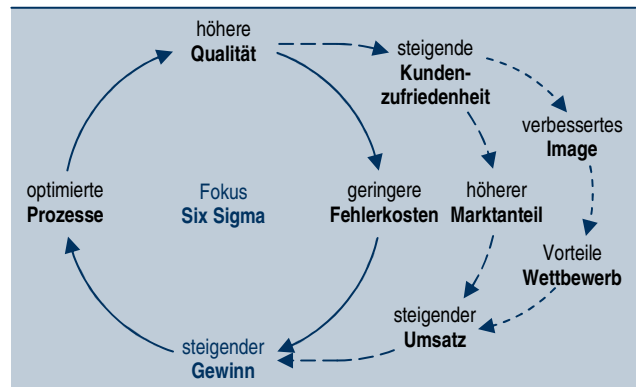 höhere
Qualität
steigende
Kunden-
zufriedenheit
verbessertes
Image
optimierte
Prozesse
Fokus
Six Sigma
geringere
Fehlerkosten
höherer
Marktanteil
Vorteile
Wettbewerb
steigender
Umsatz
steigender
Gewinn